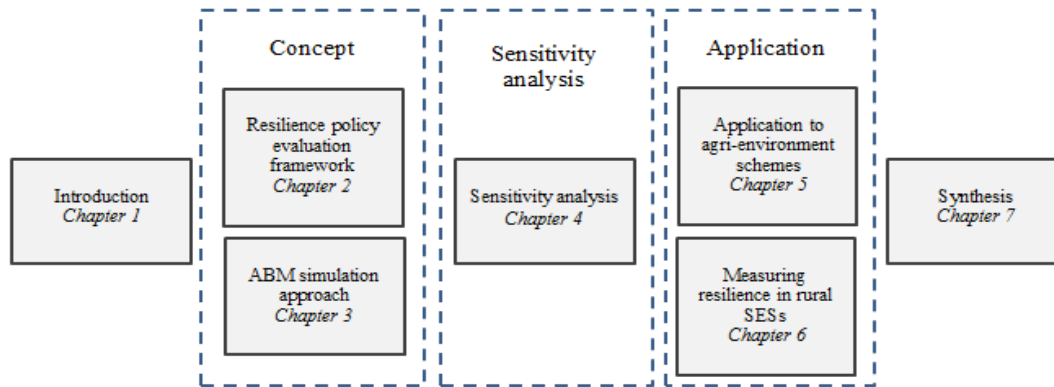 Introduction
Chapter 1
Concept
Resilience policy
evaluation
framework
Chapter 2
ABM simulation
approach
Chapter 3
Sensitivity
analysis
Sensitivity analysis
Chapter 4
Application
Application to
agri-environment
schemes
Chapter 5
Measuring
resilience in rural
SESs
Chapter 6
Synthesis
Chapter 7